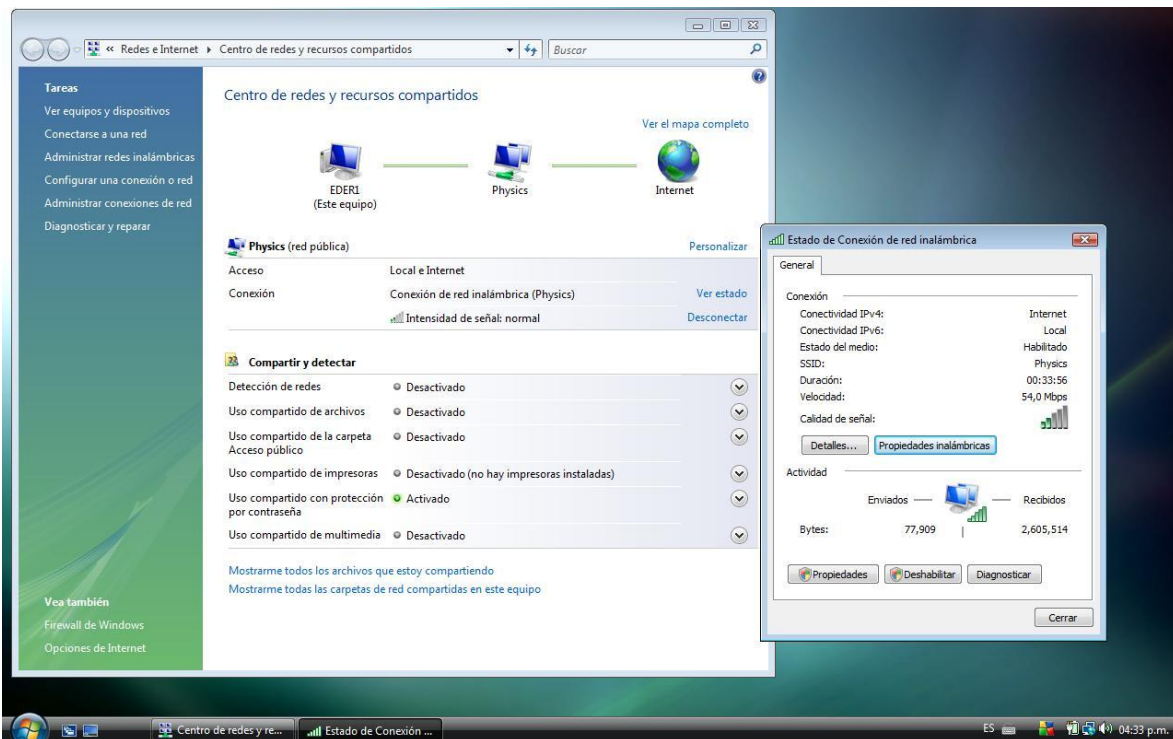 « Redes e Internet ▸ Centro de redes y recursos compartidos
Buscar
Tareas
Ver equipos y dispositivos
Conectarse a una red
Administrar redes inalámbricas
Configurar una conexión o red
Administrar conexiones de red
Diagnosticar y reparar
Vea también
Firewall de Windows
Opciones de Internet
Centro de redes y recursos compartidos
Ver el mapa completo
EDER1
(Este equipo)
Physics
Internet
Physics (red pública) Personalizar
Acceso Local e Internet
Conexión Conexión de red inalámbrica (Physics) Ver estado
Intensidad de señal: normal Desconectar
Compartir y detectar
Detección de redes Desactivado
Uso compartido de archivos Desactivado
Uso compartido de la carpeta Desactivado
Acceso público
Uso compartido de impresoras Desactivado (no hay impresoras instaladas)
Uso compartido con protección Activado
por contraseña
Uso compartido de multimedia Desactivado
Mostrarme todos los archivos que estoy compartiendo
Mostrarme todas las carpetas de red compartidas en este equipo
Estado de Conexión de red inalámbrica
General
Conexión
Conectividad IPv4: Internet
Conectividad IPv6: Local
Estado del medio: Habilitado
SSID: Physics
Duración: 00:33:56
Velocidad: 54,0 Mbps
Calidad de señal:
Detalles... Propiedades inalámbricas
Actividad
Enviados — Recibidos
Bytes: 77,909 | 2,605,514
Propiedades Deshabilitar Diagnosticar
Cerrar
Centro de redes y re... Estado de Conexión ... ES 04:33 p.m.